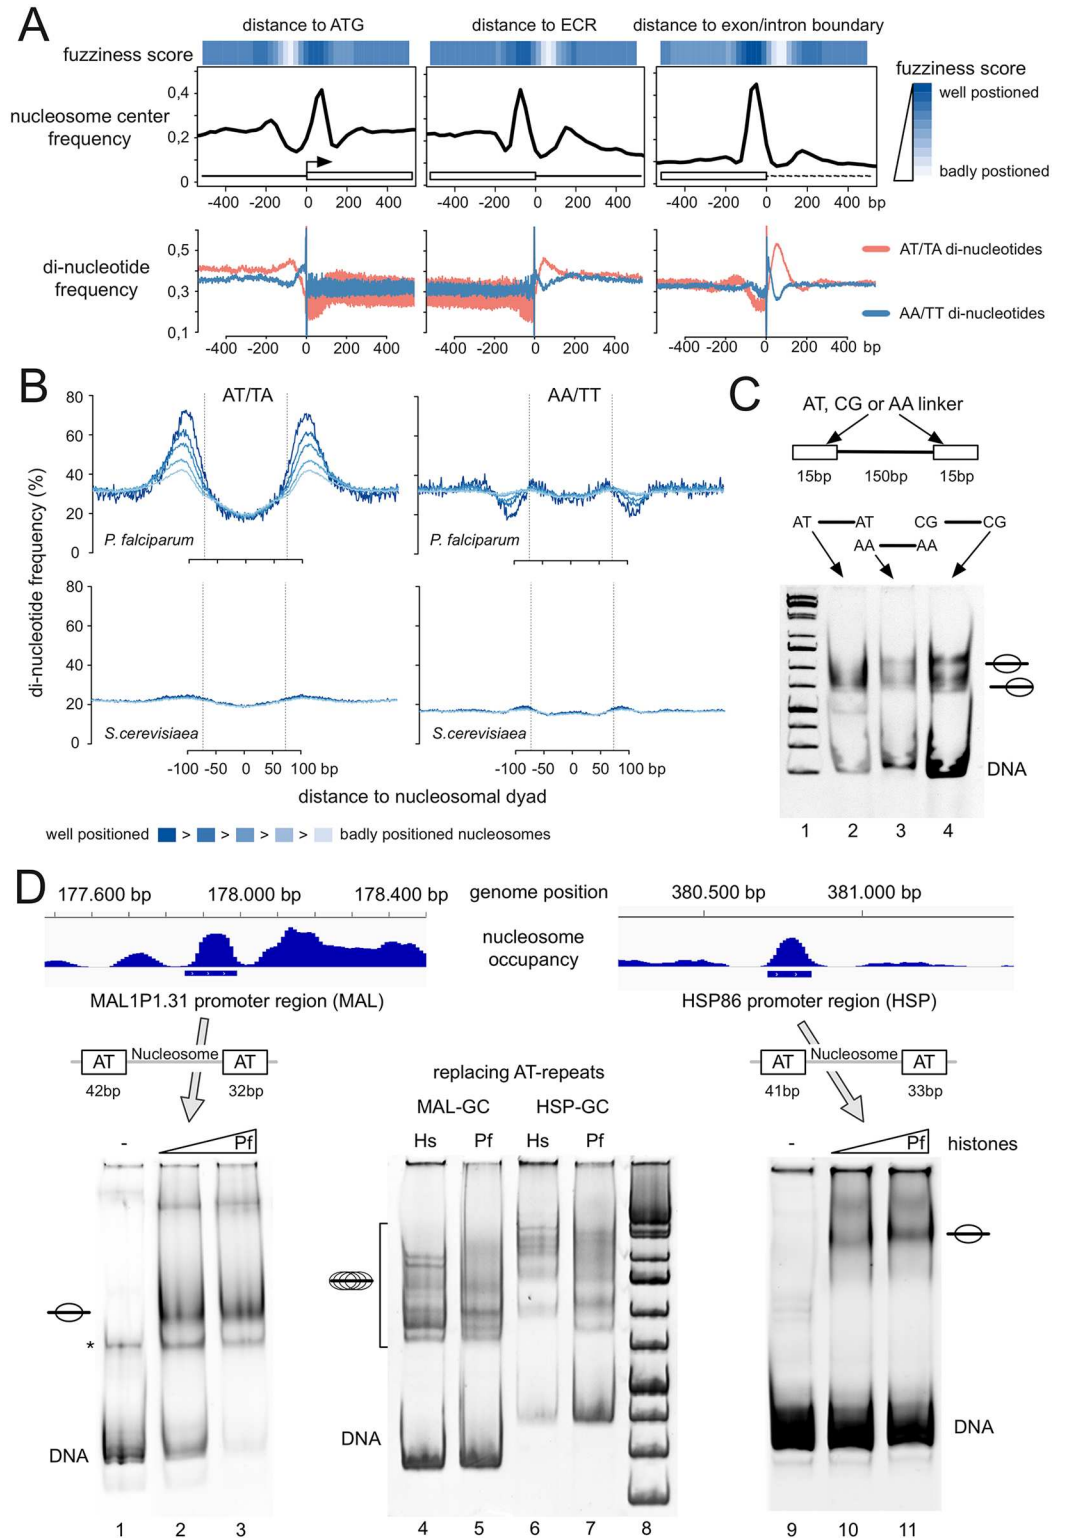 A
distance to ATG
distance to ECR
distance to exon/intron boundary
fuzziness score
fuzziness score
well postioned
badly postioned
nucleosome center
frequency
0,4
0,2
0
-400 -200 0 200 400
-400 -200 0 200 400
-400 -200 0 200 400 bp
di-nucleotide
frequency
0,5
0,3
0,1
AT/TA di-nucleotides
AA/TT di-nucleotides
-400 -200 0 200 400
-400 -200 0 200 400
-400 -200 0 200 400 bp
B
di-nucleotide frequency (%)
80
60
40
20
0
AT/TA
AA/TT
P. falciparum
P. falciparum
80
60
40
20
0
S.cerevisiaea
S.cerevisiaea
-100 -50 0 50 100 bp
-100 -50 0 50 100 bp
distance to nucleosomal dyad
well positioned > > > > badly positioned nucleosomes
C
AT, CG or AA linker
15bp 150bp 15bp
AT AT CG CG
AA AA
DNA
1 2 3 4
D
177.600 bp 178.000 bp 178.400 bp
genome position
380.500 bp 381.000 bp
nucleosome
occupancy
MAL1P1.31 promoter region (MAL)
HSP86 promoter region (HSP)
AT Nucleosome AT
42bp 32bp
AT Nucleosome AT
41bp 33bp
replacing AT-repeats
MAL-GC HSP-GC
Hs Pf Hs Pf
- Pf
- Pf histones
*
DNA
DNA
DNA
1 2 3
4 5 6 7 8
9 10 11